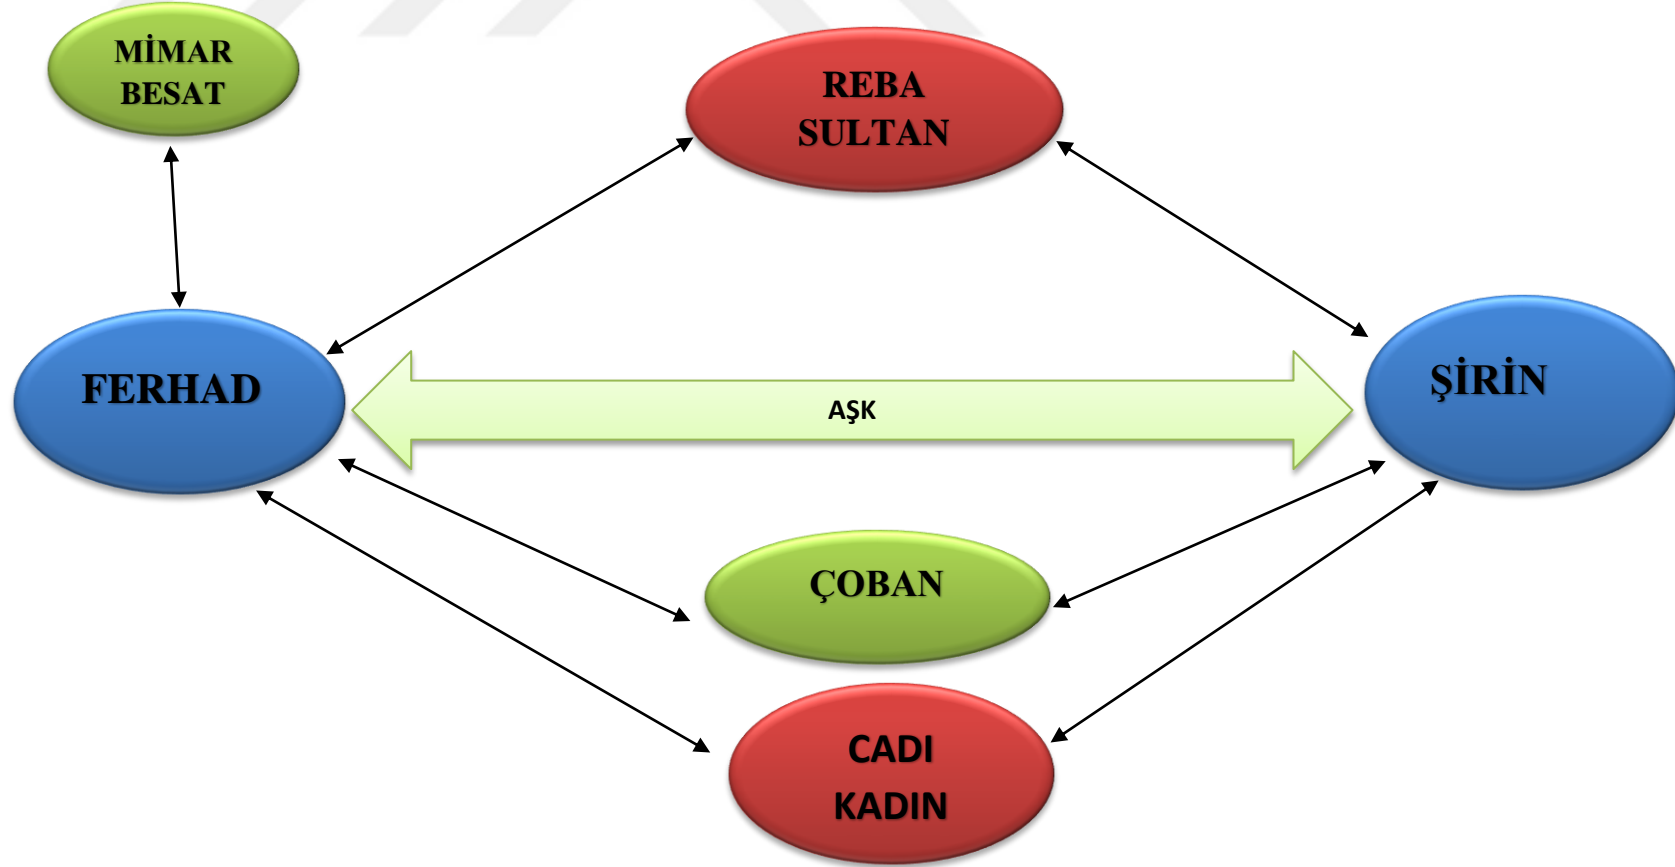 MİMAR
BESAT
REBA
SULTAN
FERHAD
AŞK
ŞİRİN
ÇOBAN
CADI
KADIN